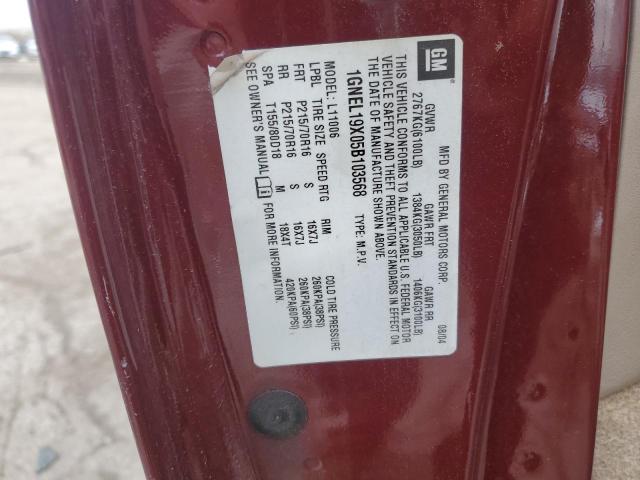 GM
MFD BY GENERAL MOTORS CORP. 08/04
GVWR GAWR FRT GAWR RR
2767KG(6100LB) 1384KG(3050LB) 1406KG(3100LB)
THIS VEHICLE CONFORMS TO ALL APPLICABLE U.S. FEDERAL MOTOR
VEHICLE SAFETY AND THEFT PREVENTION STANDARDS IN EFFECT ON
THE DATE OF MANUFACTURE SHOWN ABOVE.
1GNEL19X05B103568 TYPE: M.P.V.
MODEL: L11006
LPBL TIRE SIZE SPEED RTG RIM COLD TIRE PRESSURE
FRT P215/70R16 S 16X7J 260KPA(38PSI)
RR P215/70R16 S 16X7J 260KPA(38PSI)
SPA T155/80D18 M 18X4T 420KPA(60PSI)
SEE OWNER'S MANUAL FOR MORE INFORMATION